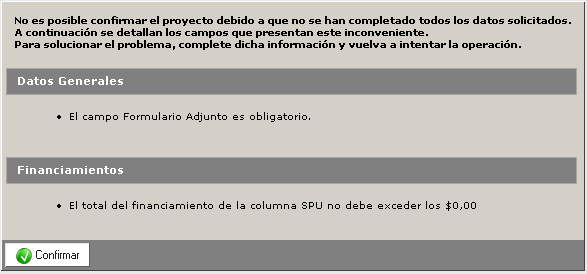 No es posible confirmar el proyecto debido a que no se han completado todos los datos solicitados.
A continuación se detallan los campos que presentan este inconveniente.
Para solucionar el problema, complete dicha información y vuelva a intentar la operación.
Datos Generales
• El campo Formulario Adjunto es obligatorio.
Financiamientos
• El total del financiamiento de la columna SPU no debe exceder los $0,00
Confirmar